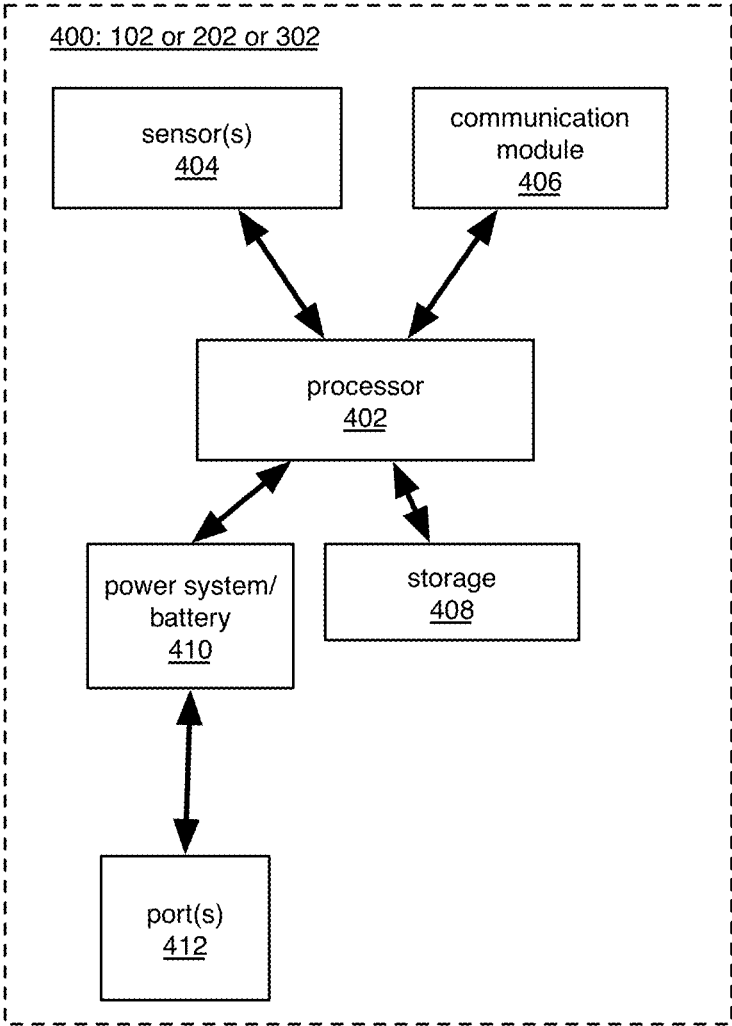 400: 102 or 202 or 302
sensor(s)
404
communication
module
406
processor
402
power system/
battery
410
storage
408
port(s)
412